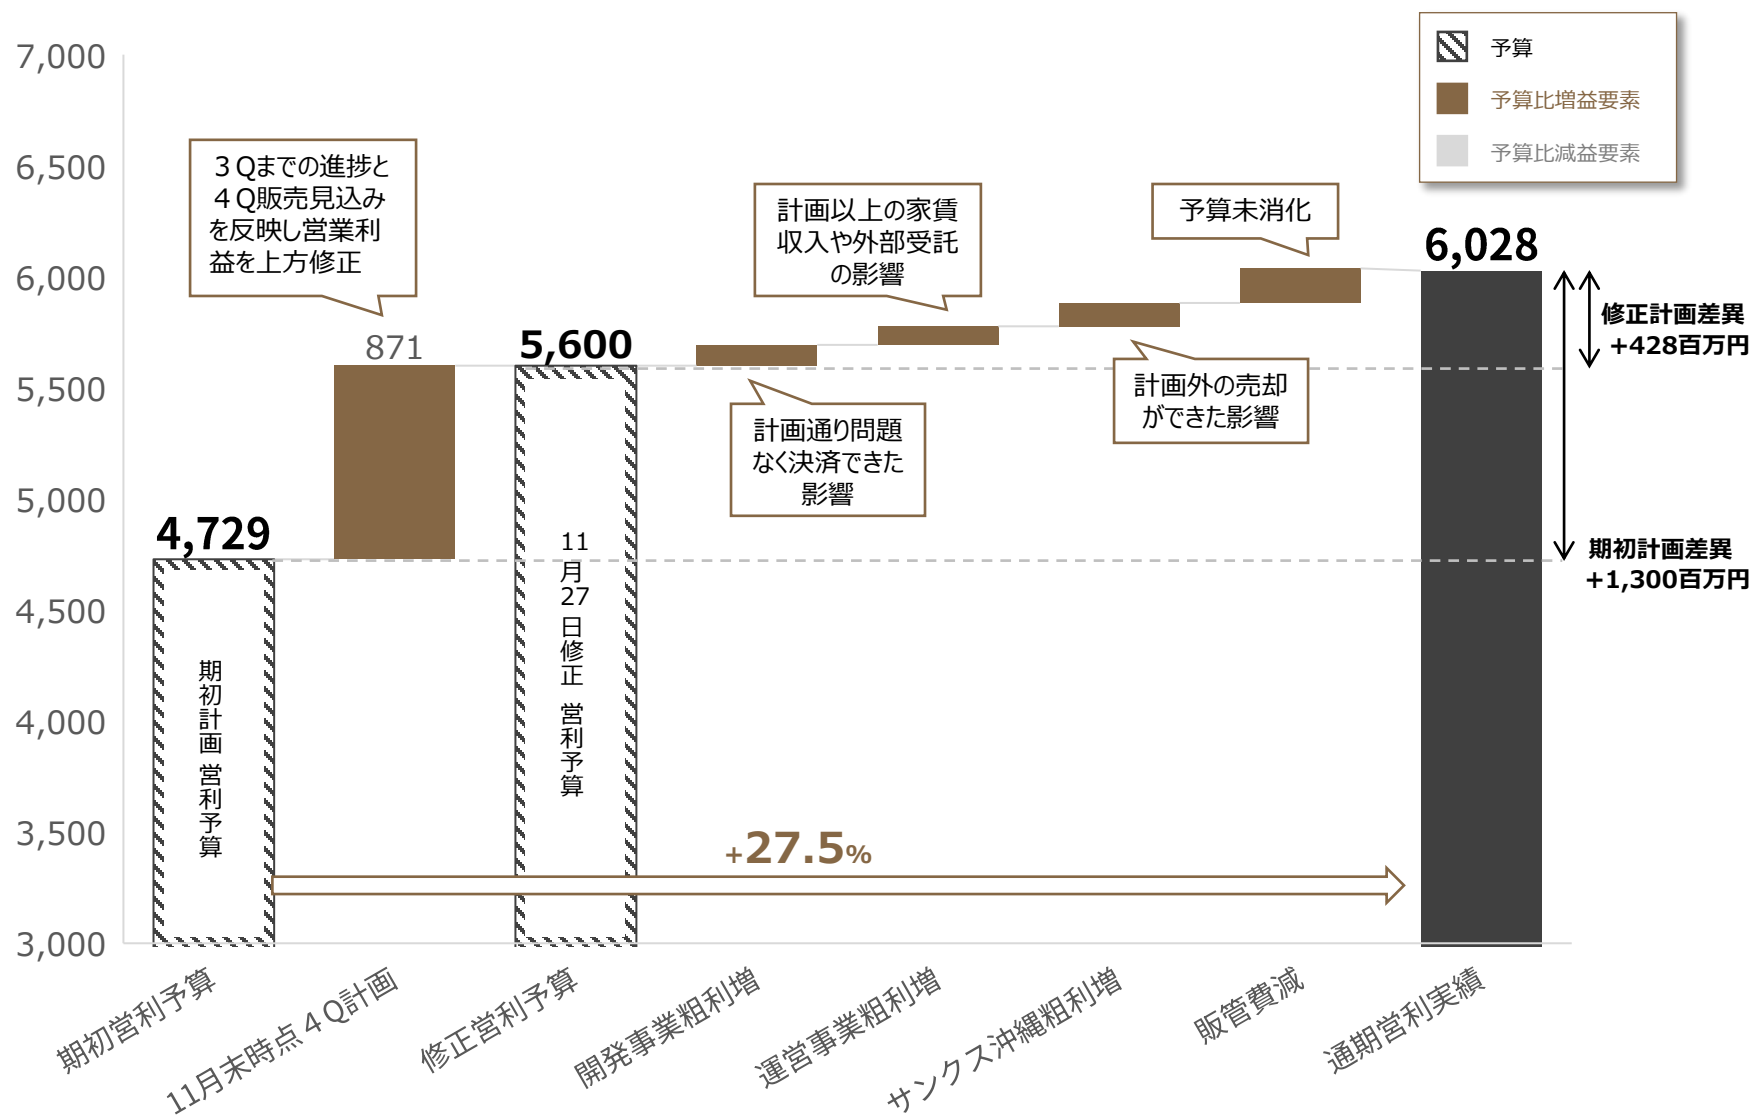 予算
予算比増益要素
予算比減益要素
7,000
6,500
6,000
5,500
5,000
4,500
4,000
3,500
3,000
３Qまでの進捗と
４Q販売見込み
を反映し営業利
益を上方修正
計画以上の家賃
収入や外部受託
の影響
予算未消化
計画通り問題
なく決済できた
影響
計画外の売却
ができた影響
4,729
871
5,600
6,028
修正計画差異
+428百万円
期初計画差異
+1,300百万円
期初計画 営利予算
11月27日修正 営利予算
+27.5%
期初営利予算
11月末時点４Q計画
修正営利予算
開発事業粗利増
運営事業粗利増
サンクス沖縄粗利増
販管費減
通期営利実績